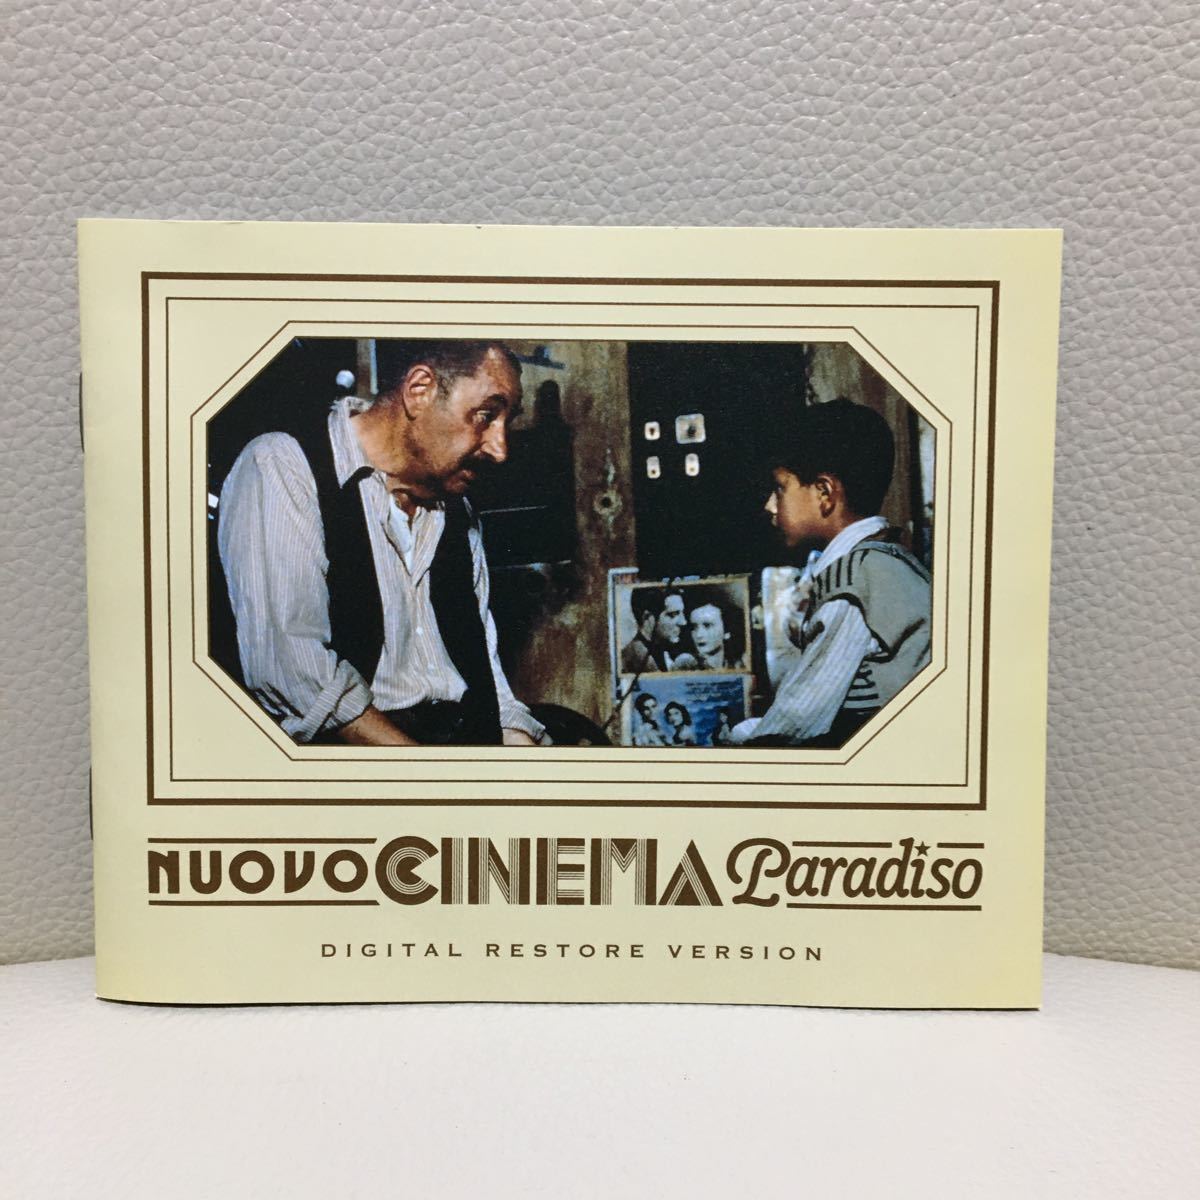 NUOVO CINEMA Paradiso
DIGITAL RESTORE VERSION